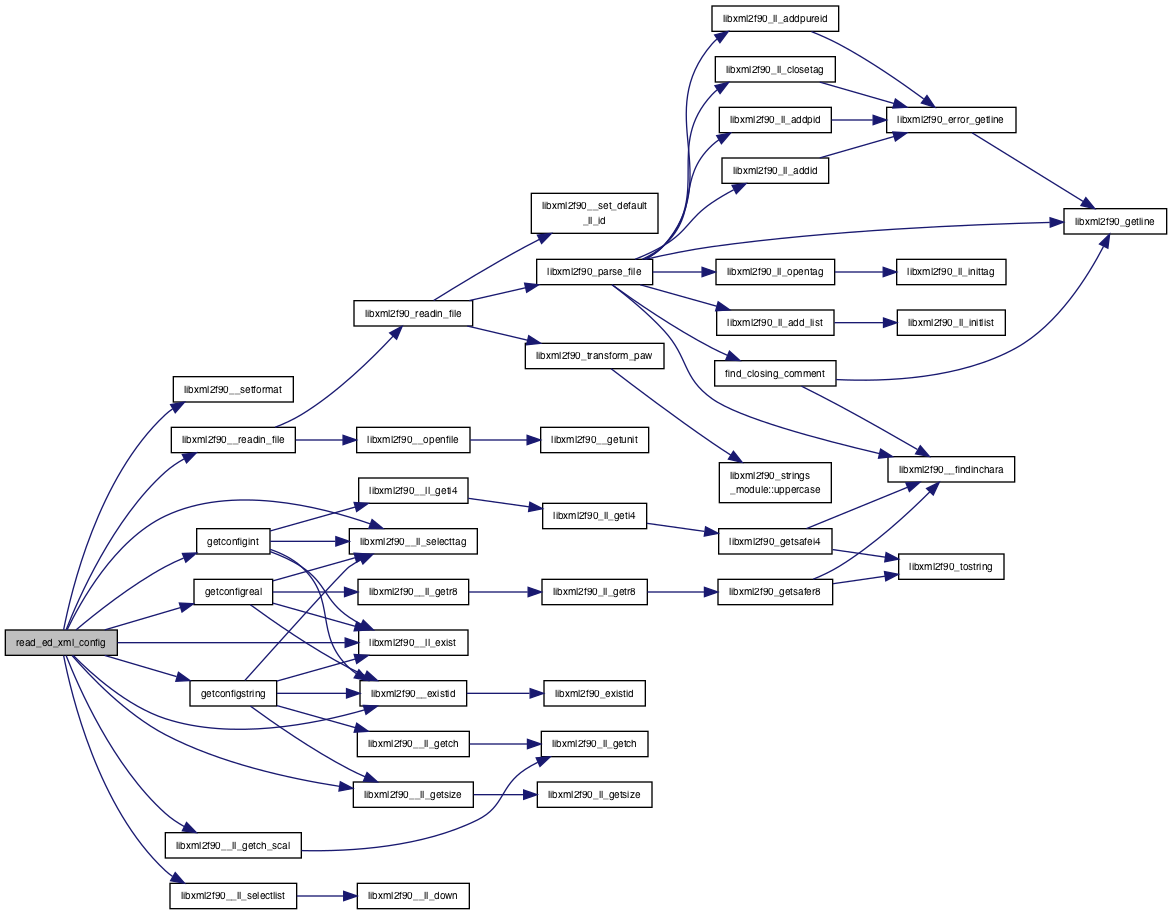 libxml2f90_ll_addpureid
libxml2f90_ll_closetag
libxml2f90_ll_addpid
libxml2f90_error_getline
libxml2f90_ll_addid
libxml2f90__set_default
_ll_id
libxml2f90_getline
libxml2f90_parse_file
libxml2f90_ll_opentag
libxml2f90_ll_inittag
libxml2f90_readin_file
libxml2f90_ll_add_list
libxml2f90_ll_initlist
libxml2f90_transform_paw
find_closing_comment
libxml2f90__setformat
libxml2f90__readin_file
libxml2f90__openfile
libxml2f90__getunit
libxml2f90__findinchara
libxml2f90_strings
_module::uppercase
libxml2f90__ll_geti4
libxml2f90_ll_geti4
getconfigint
libxml2f90__ll_selecttag
libxml2f90_getsafei4
libxml2f90_tostring
getconfigreal
libxml2f90__ll_getr8
libxml2f90_ll_getr8
libxml2f90_getsafer8
read_ed_xml_config
libxml2f90__ll_exist
getconfigstring
libxml2f90__existid
libxml2f90_existid
libxml2f90__ll_getch
libxml2f90_ll_getch
libxml2f90__ll_getsize
libxml2f90_ll_getsize
libxml2f90__ll_getch_scal
libxml2f90__ll_selectlist
libxml2f90__ll_down